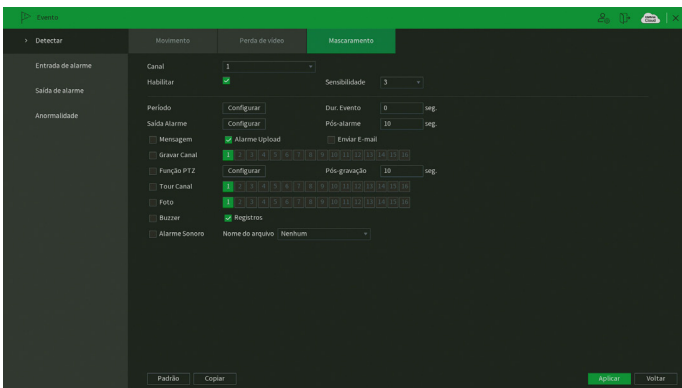 Evento
Detectar
Movimento Perda de vídeo Mascaramento
Entrada de alarme
Saída de alarme
Anormalidade
Canal 1
Habilitar Sensibilidade 3
Período Configurar Dur. Evento 0 seg.
Saída Alarme Configurar Pós-alarme 10 seg.
Mensagem Alarme Upload Enviar E-mail
Gravar Canal 1 2 3 4 5 6 7 8 9 10 11 12 13 14 15 16
Função PTZ Configurar Pós-gravação 10 seg.
Tour Canal 1 2 3 4 5 6 7 8 9 10 11 12 13 14 15 16
Foto 1 2 3 4 5 6 7 8 9 10 11 12 13 14 15 16
Buzzer Registros
Alarme Sonoro Nome do arquivo Nenhum
Padrão Copiar Aplicar Voltar